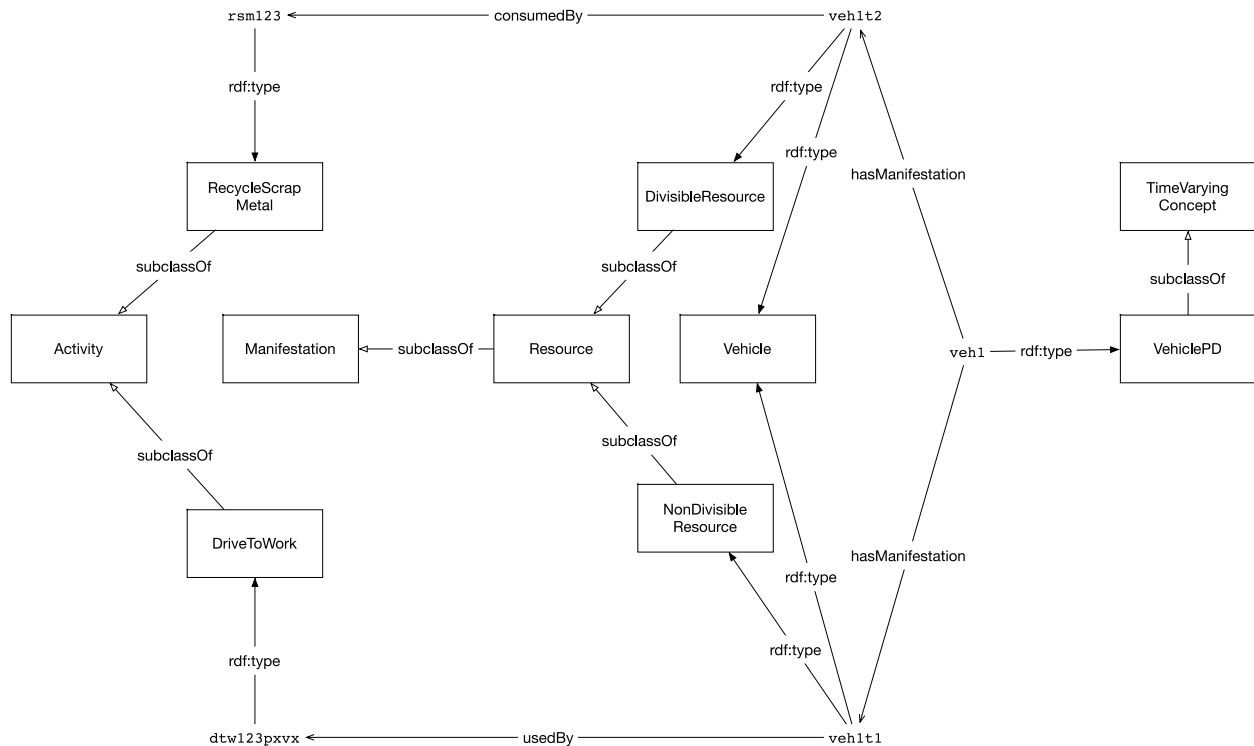 rsm123
consumedBy
veh1t2
rdf:type
rdf:type
rdf:type
hasManifestation
RecycleScrap
Metal
DivisibleResource
TimeVarying
Concept
subclassOf
subclassOf
subclassOf
Activity
Manifestation
subclassOf
Resource
Vehicle
veh1
rdf:type
VehiclePD
subclassOf
subclassOf
DriveToWork
NonDivisible
Resource
hasManifestation
rdf:type
rdf:type
rdf:type
dtw123pxvx
usedBy
veh1t1